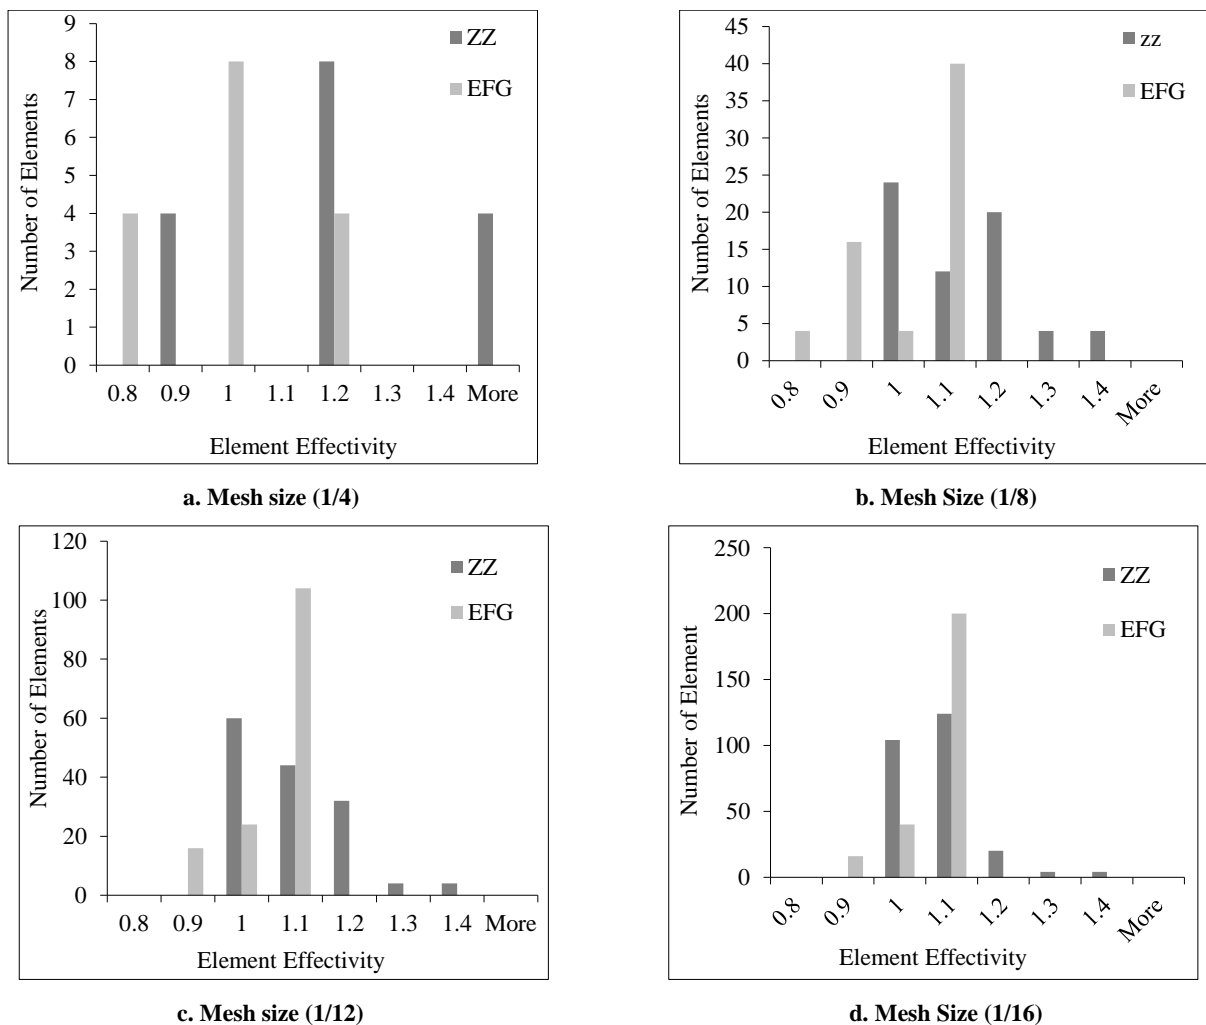 9
8
7
6
5
4
3
2
1
0
Number of Elements
ZZ
EFG
0.8 0.9 1 1.1 1.2 1.3 1.4 More
Element Effectivity
a. Mesh size (1/4)
45
40
35
30
25
20
15
10
5
0
Number of Elements
zz
EFG
0.8 0.9 1 1.1 1.2 1.3 1.4 More
Element Effectivity
b. Mesh Size (1/8)
120
100
80
60
40
20
0
Number of Elements
ZZ
EFG
0.8 0.9 1 1.1 1.2 1.3 1.4 More
Element Effectivity
c. Mesh size (1/12)
250
200
150
100
50
0
Number of Element
ZZ
EFG
0.8 0.9 1 1.1 1.2 1.3 1.4 More
Element Effectivity
d. Mesh Size (1/16)